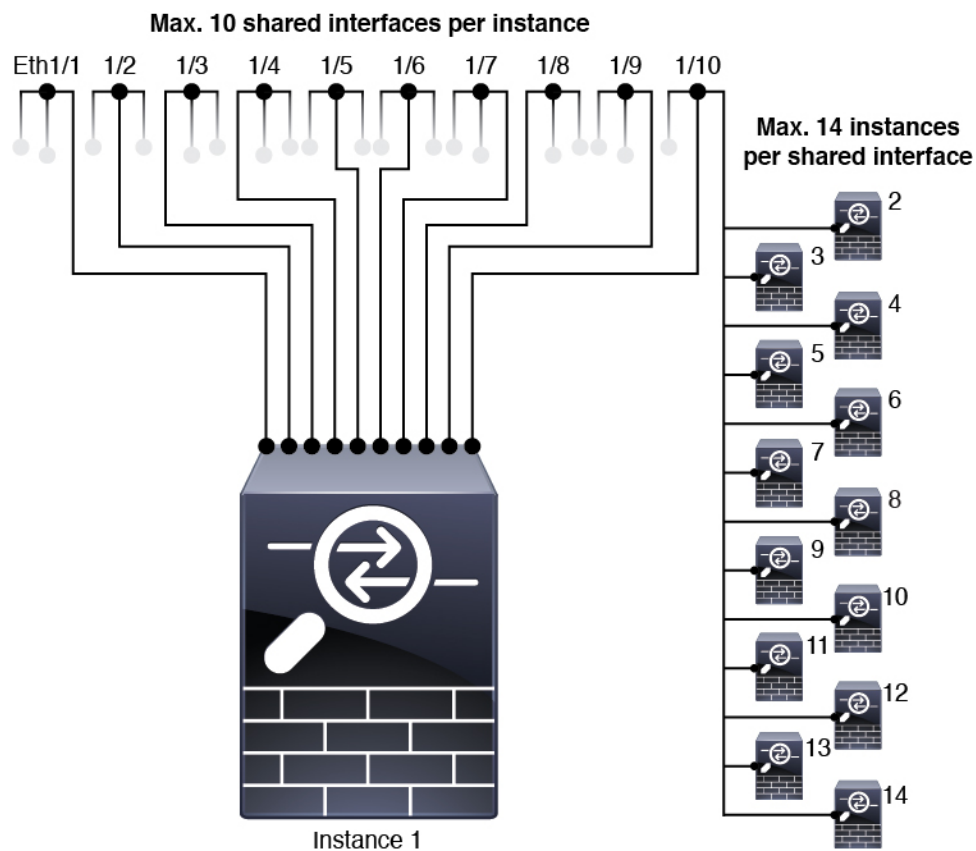 Max. 10 shared interfaces per instance
Eth1/1 1/2 1/3 1/4 1/5 1/6 1/7 1/8 1/9 1/10
Max. 14 instances
per shared interface
2
3
4
5
6
7
8
9
10
11
12
13
14
Instance 1